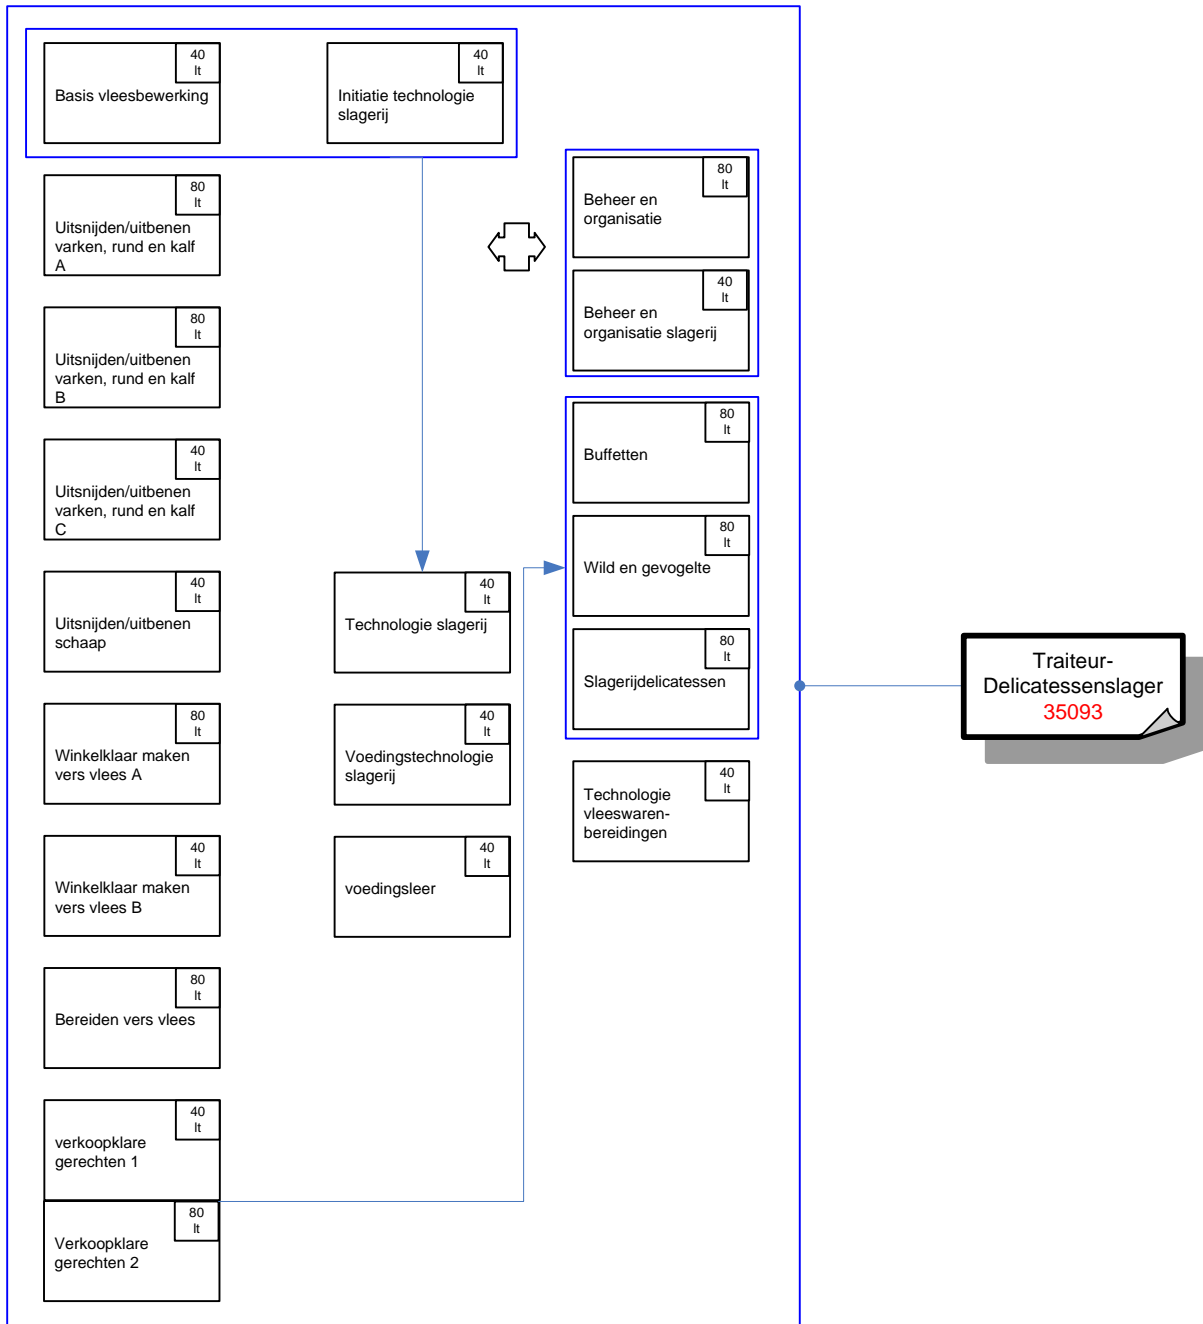 40
lt
Basis vleesbewerking
40
lt
Initiatie technologie
slagerij
80
lt
Uitsnijden/uitbenen
varken, rund en kalf
A
80
lt
Uitsnijden/uitbenen
varken, rund en kalf
B
40
lt
Uitsnijden/uitbenen
varken, rund en kalf
C
40
lt
Uitsnijden/uitbenen
schaap
80
lt
Winkelklaar maken
vers vlees A
40
lt
Winkelklaar maken
vers vlees B
80
lt
Bereiden vers vlees
40
lt
verkoopklare
gerechten 1
80
lt
Verkoopklare
gerechten 2
40
lt
Technologie slagerij
40
lt
Voedingstechnologie
slagerij
40
lt
voedingsleer
80
lt
Beheer en
organisatie
40
lt
Beheer en
organisatie slagerij
80
lt
Buffetten
80
lt
Wild en gevogelte
80
lt
Slagerijdelicatessen
40
lt
Technologie
vleeswaren-
bereidingen
Traiteur-
Delicatessenslager
35093